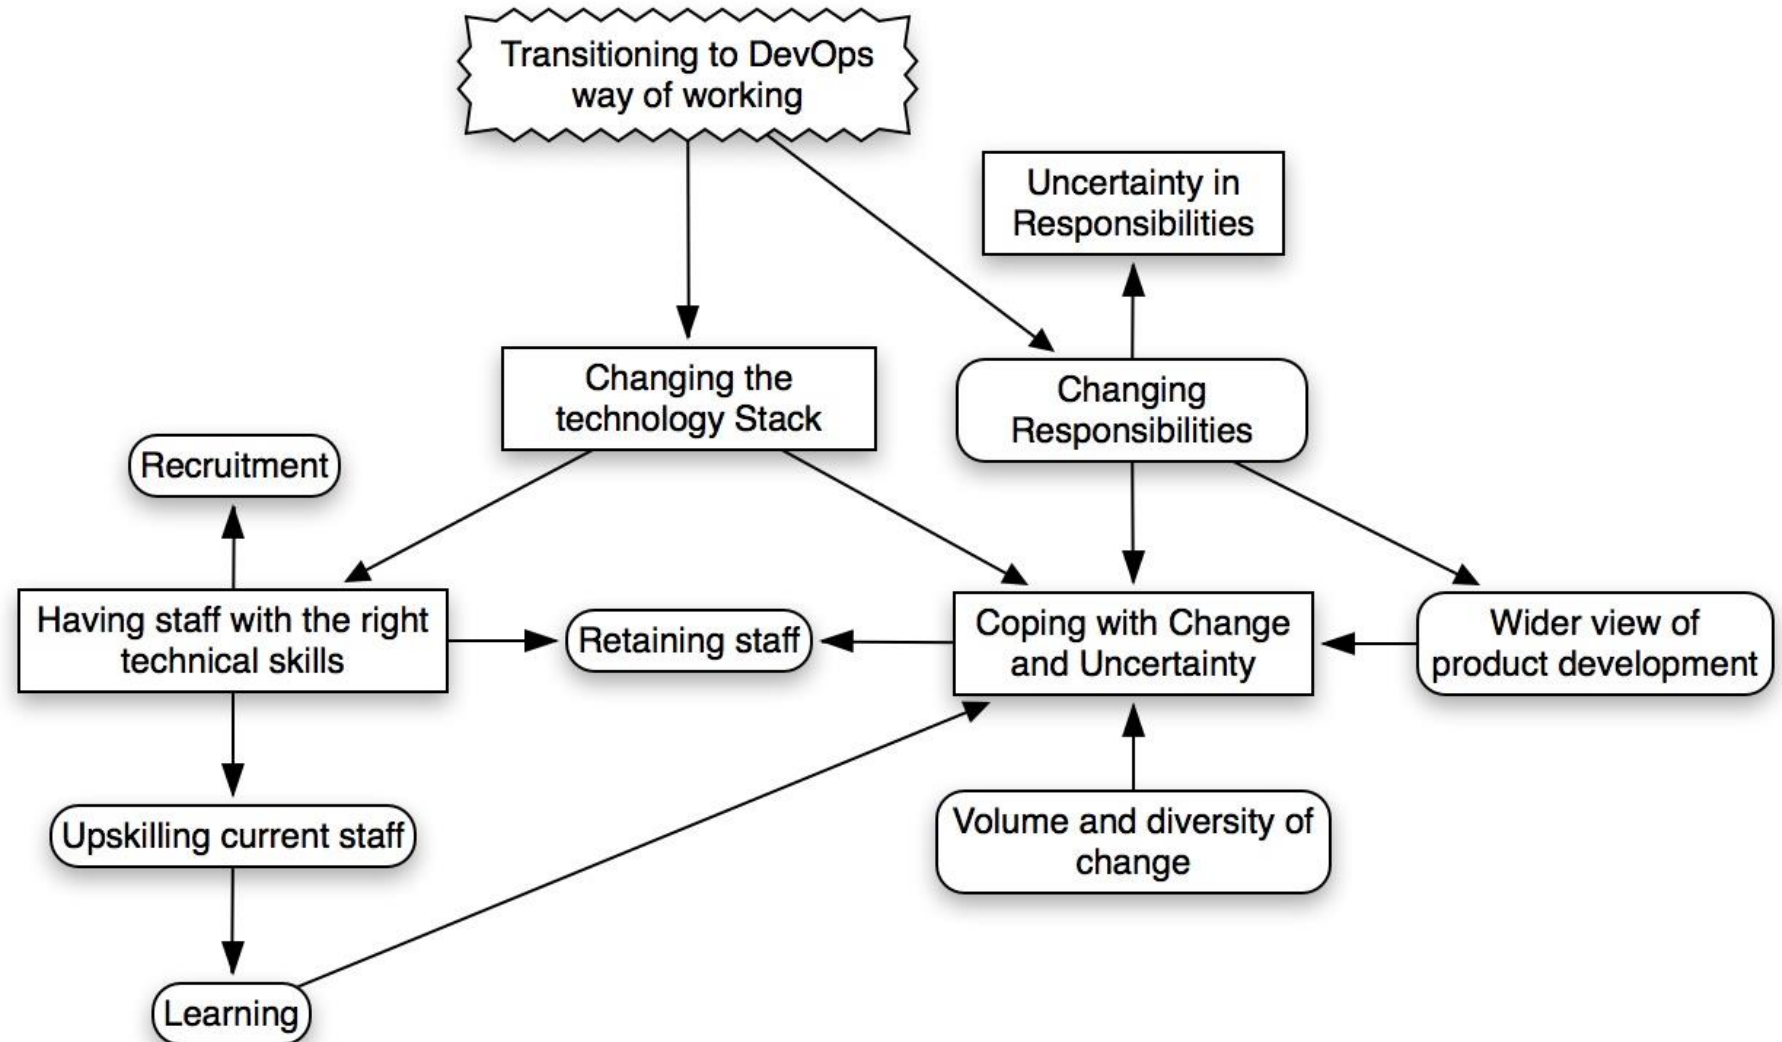 Transitioning to DevOps
way of working
Uncertainty in
Responsibilities
Changing the
technology Stack
Changing
Responsibilities
Recruitment
Having staff with the right
technical skills
Retaining staff
Coping with Change
and Uncertainty
Wider view of
product development
Upskilling current staff
Volume and diversity of
change
Learning